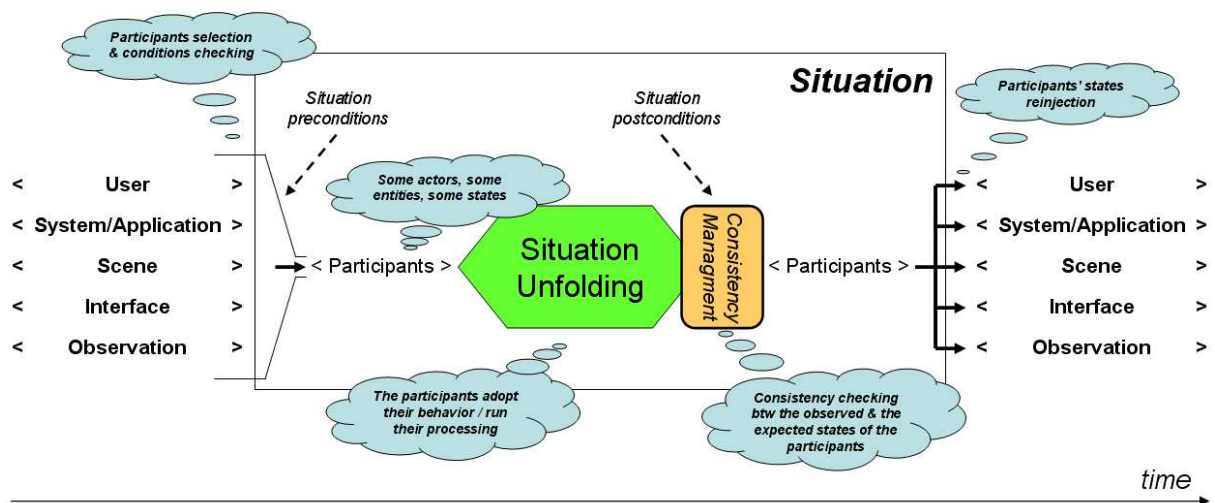 Participants selection
& conditions checking
Situation
Situation
preconditions
Situation
postconditions
Participants' states
reinjection
Some actors, some
entities, some states
< User >
< System/Application >
< Scene >
< Interface >
< Observation >
< Participants >
Situation
Unfolding
Consistency
Managment
< Participants >
< User >
< System/Application >
< Scene >
< Interface >
< Observation >
The participants adopt
their behavior / run
their processing
Consistency checking
btw the observed & the
expected states of the
participants
time